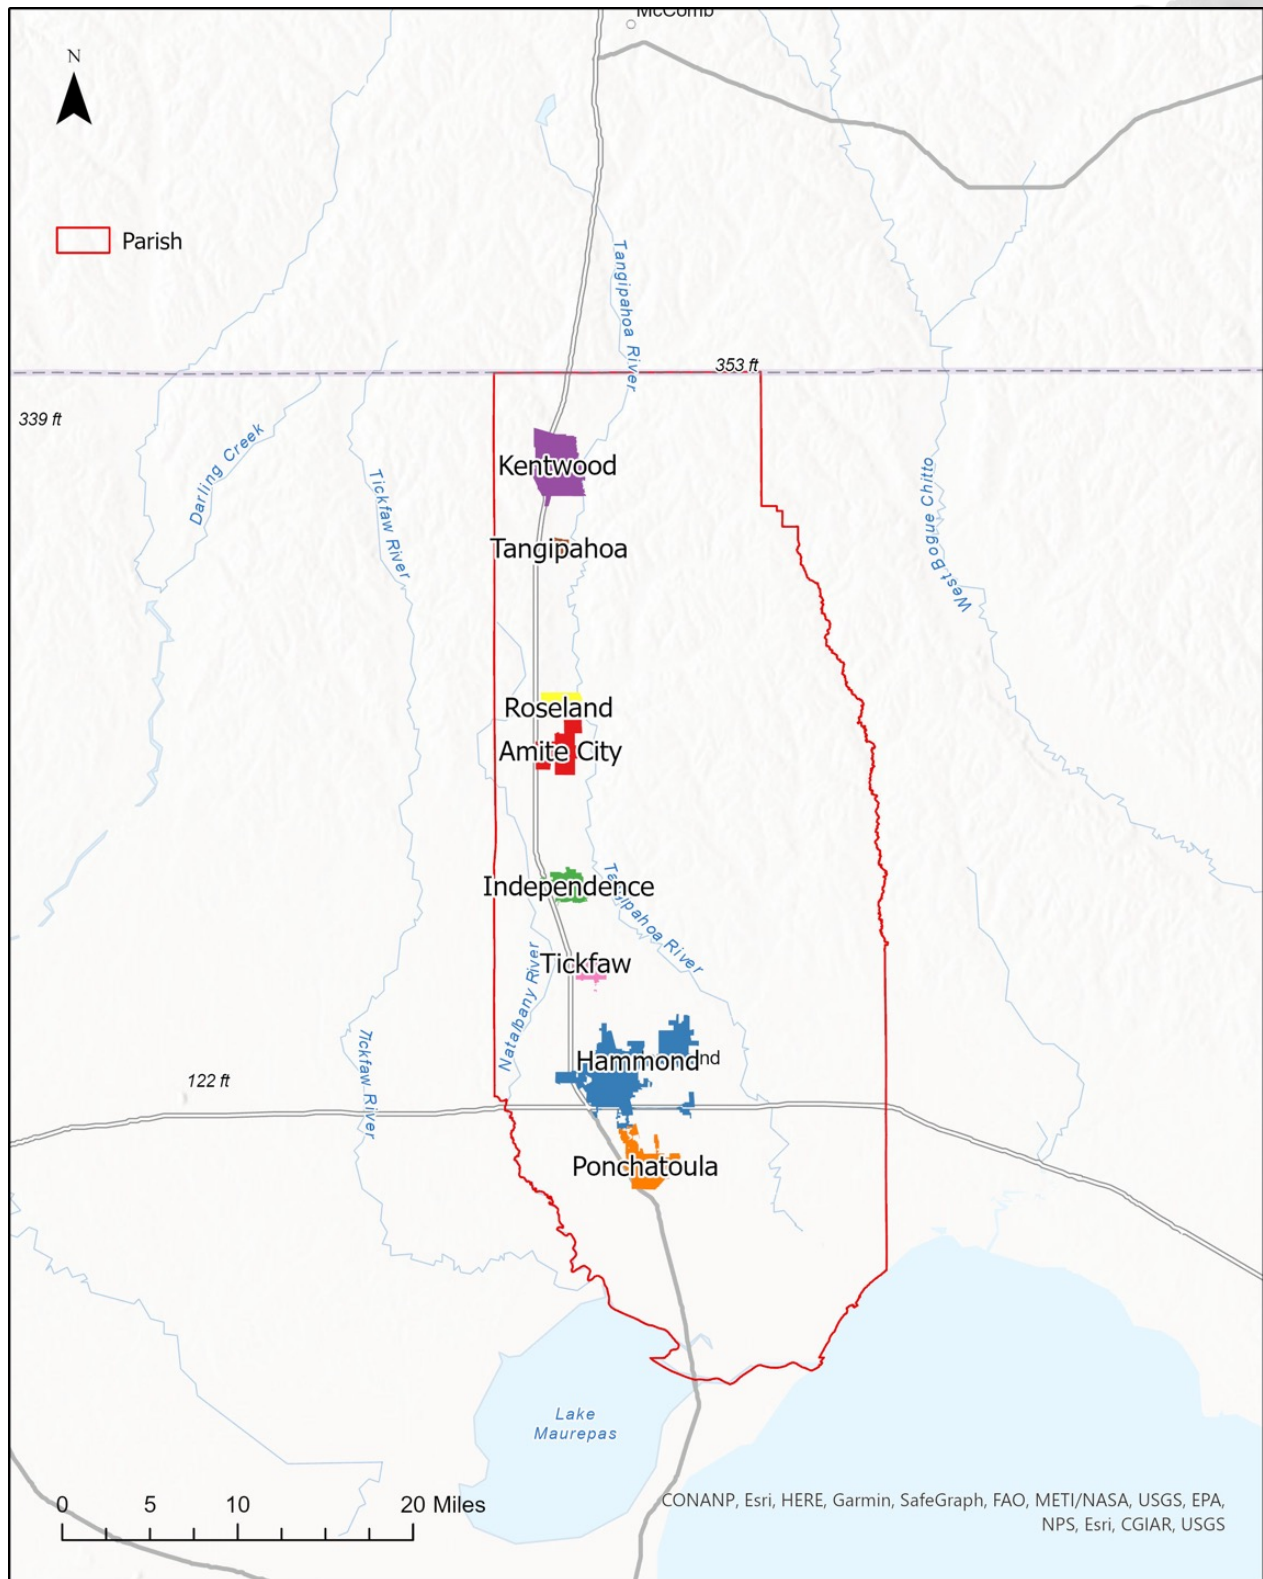 McComb
N
Parish
Tangipahoa River
353 ft
339 ft
Darling Creek
Tickfaw River
West Bogue Chitto
Kentwood
Tangipahoa
Roseland
Amite City
Independence
Tangipahoa River
Tickfaw
Natalbany River
Hammond
nd
122 ft
Tickfaw River
Ponchatoula
Lake
Maurepas
0 5 10 20 Miles
CONANP, Esri, HERE, Garmin, SafeGraph, FAO, METI/NASA, USGS, EPA,
NPS, Esri, CGIAR, USGS